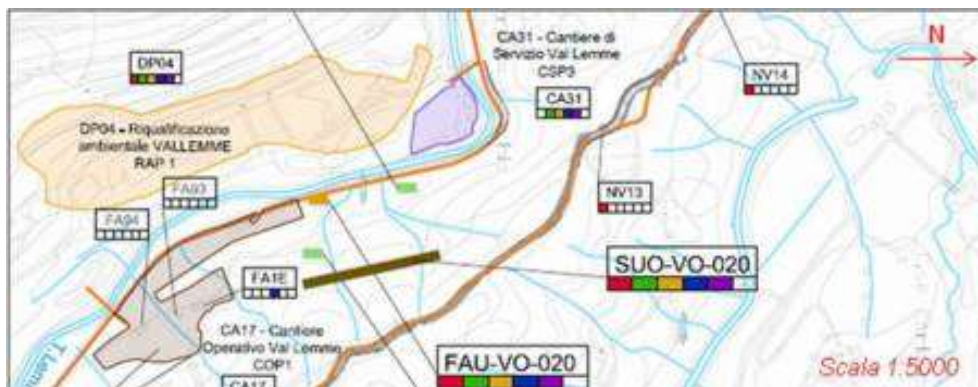 DP04
CA31 - Cantiere di
Servizio Val Lemme
CSP3
CA31
NV14
N
DP04 - Riqualificazione
ambientale VALLEMME
RAP 1
FA93
FA94
NV13
FA1E
SUO-VO-020
CA17 - Cantiere
Operativo Val Lemme
COP1
CA17
FAU-VO-020
T. Lem
Scala 1:5000